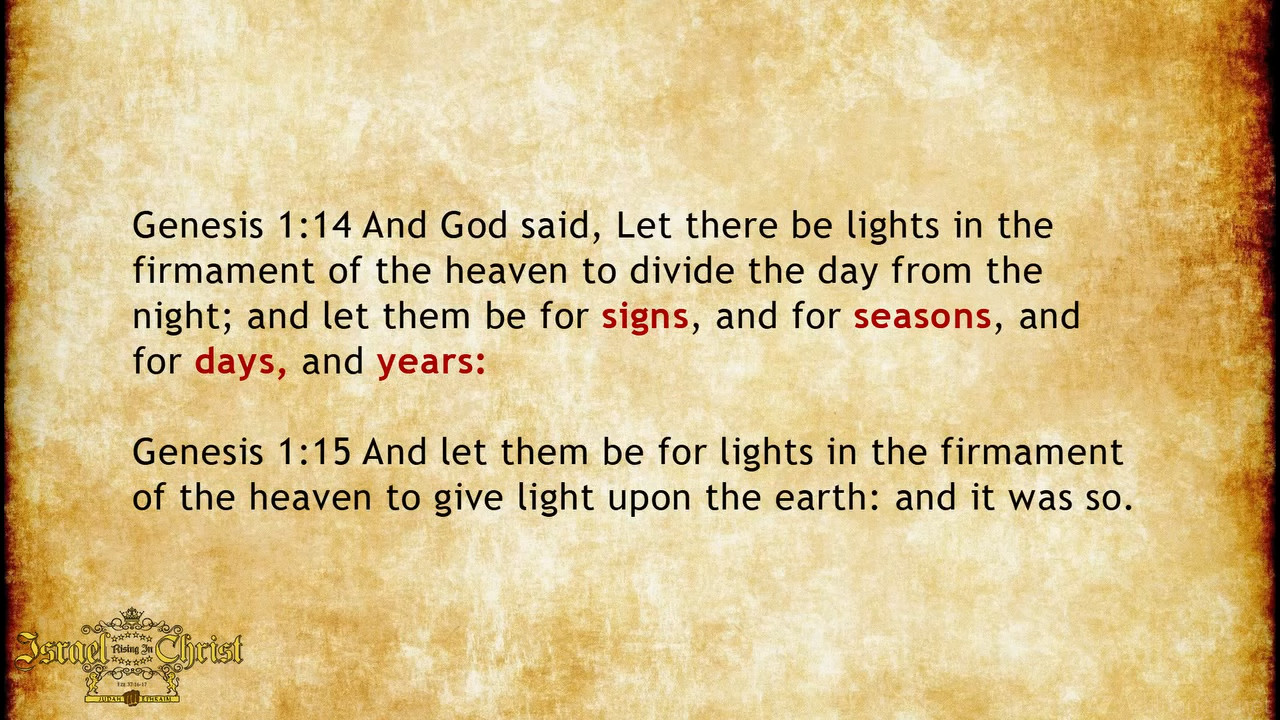 Genesis 1:14 And God said, Let there be lights in the
firmament of the heaven to divide the day from the
night; and let them be for signs, and for seasons, and
for days, and years:
Genesis 1:15 And let them be for lights in the firmament
of the heaven to give light upon the earth: and it was so.
Israel Rising In Christ
JUDAH EPHRAIM